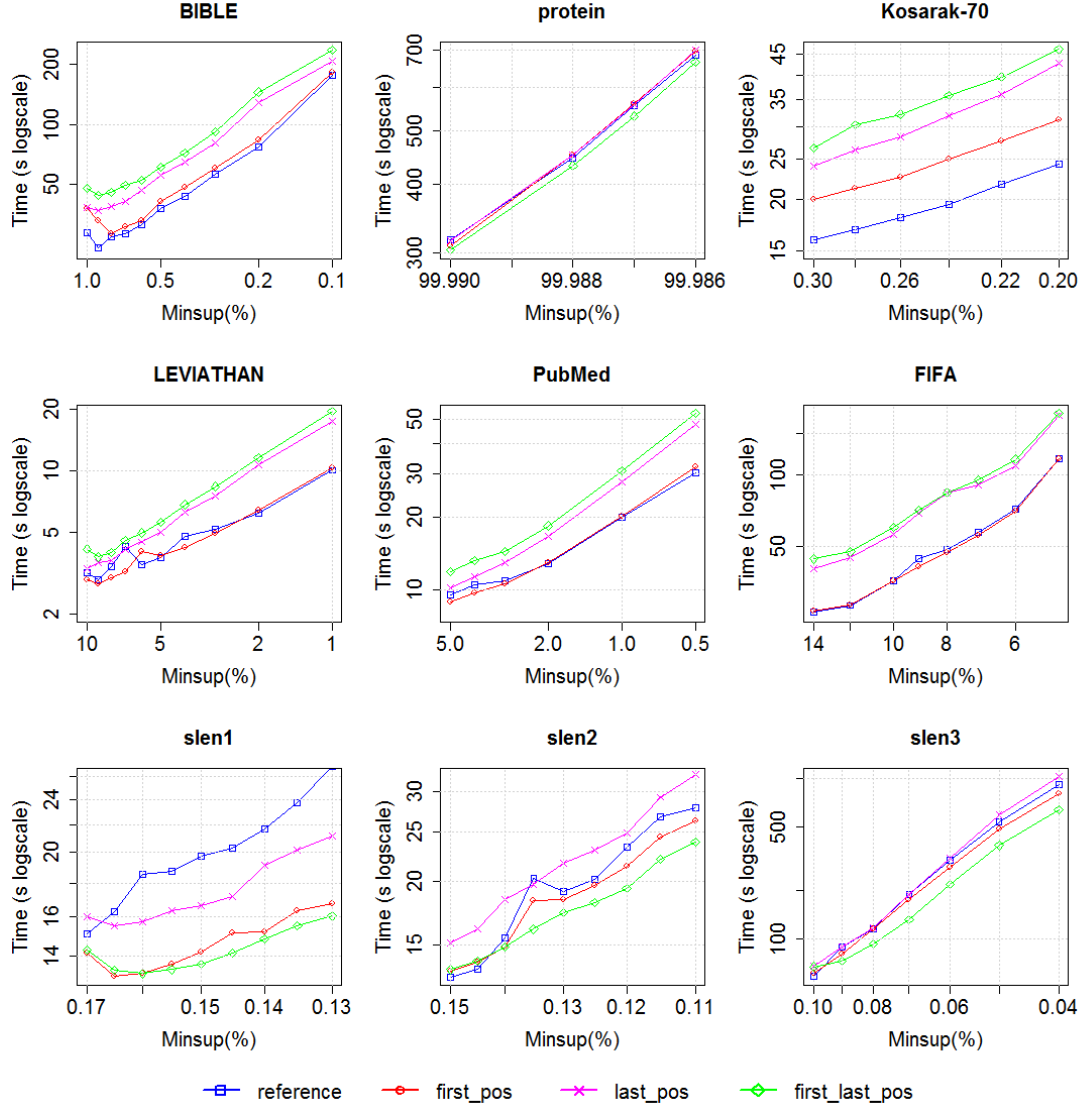 BIBLE
Time (s logscale)
50 100 200
1.0 0.5 0.2 0.1
Minsup(%)
protein
Time (s logscale)
300 400 500 700
99.990 99.988 99.986
Minsup(%)
Kosarak-70
Time (s logscale)
15 20 25 35 45
0.30 0.26 0.22 0.20
Minsup(%)
LEVIATHAN
Time (s logscale)
2 5 10 20
10 5 2 1
Minsup(%)
PubMed
Time (s logscale)
10 20 30 50
5.0 2.0 1.0 0.5
Minsup(%)
FIFA
Time (s logscale)
50 100
14 10 8 6
Minsup(%)
slen1
Time (s logscale)
14 16 20 24
0.17 0.15 0.14 0.13
Minsup(%)
slen2
Time (s logscale)
15 20 25 30
0.15 0.13 0.12 0.11
Minsup(%)
slen3
Time (s logscale)
100 500
0.10 0.08 0.06 0.04
Minsup(%)
reference first_pos last_pos first_last_pos